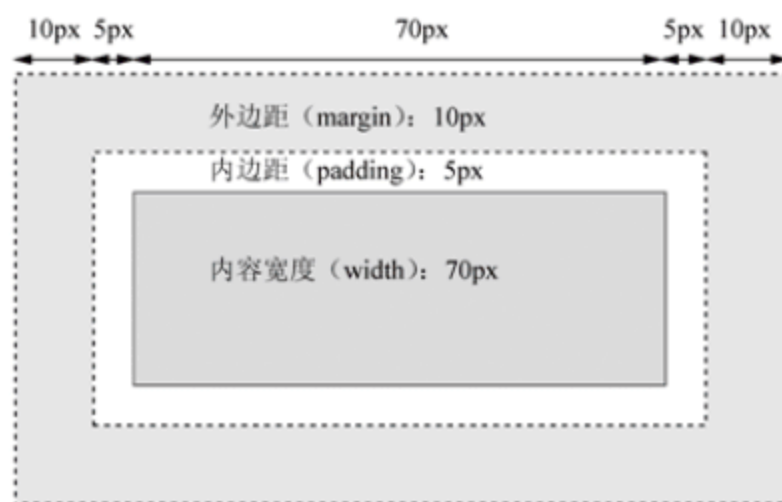 10px 5px 70px 5px 10px
外边距（margin）：10px
内边距（padding）：5px
内容宽度（width）：70px